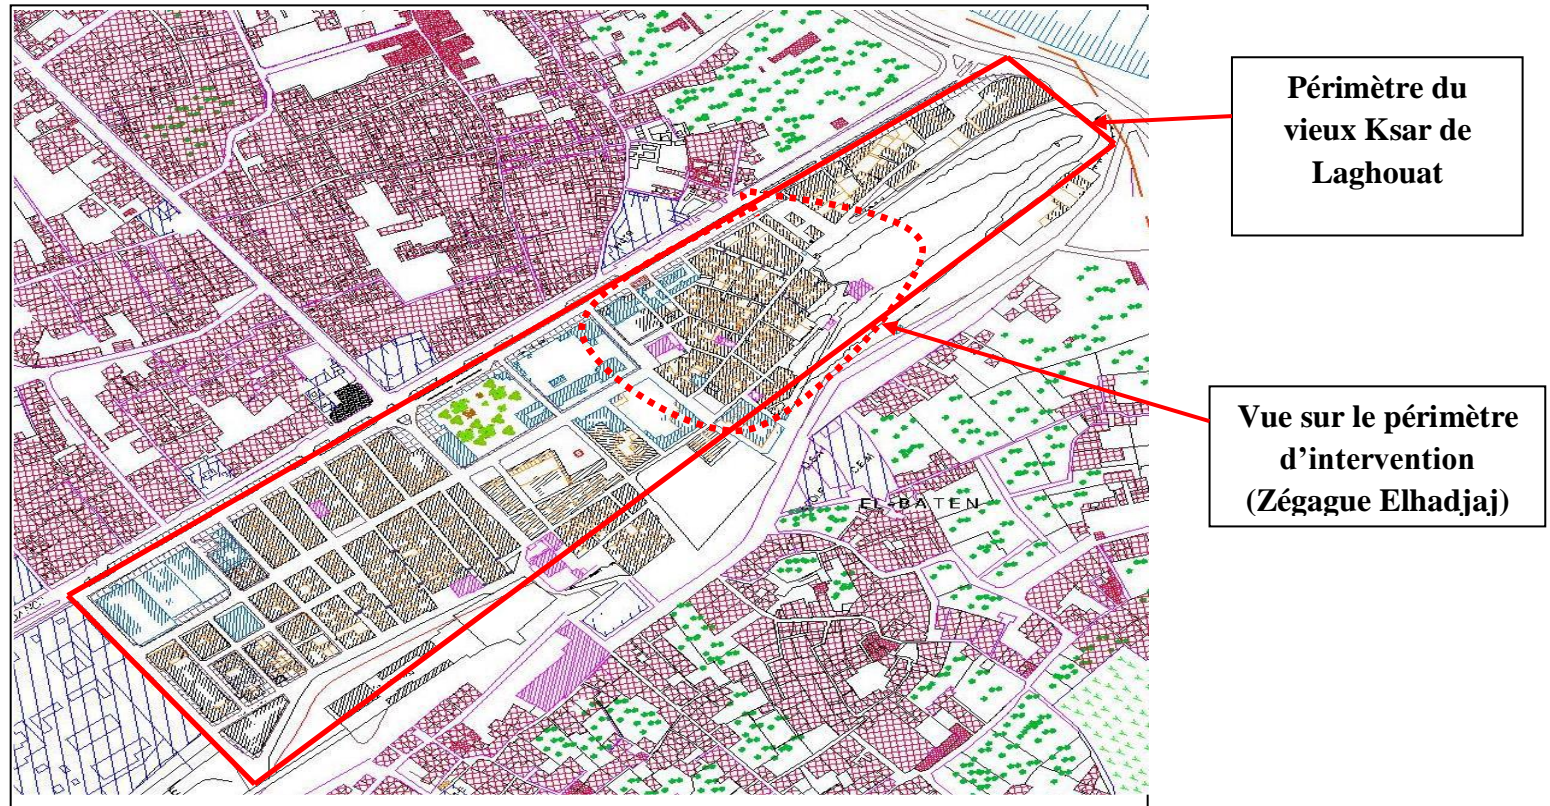 Périmètre du
vieux Ksar de
Laghouat
Vue sur le périmètre
d’intervention
(Zégague Elhadjaj)
C.E.M
EL-BATEN